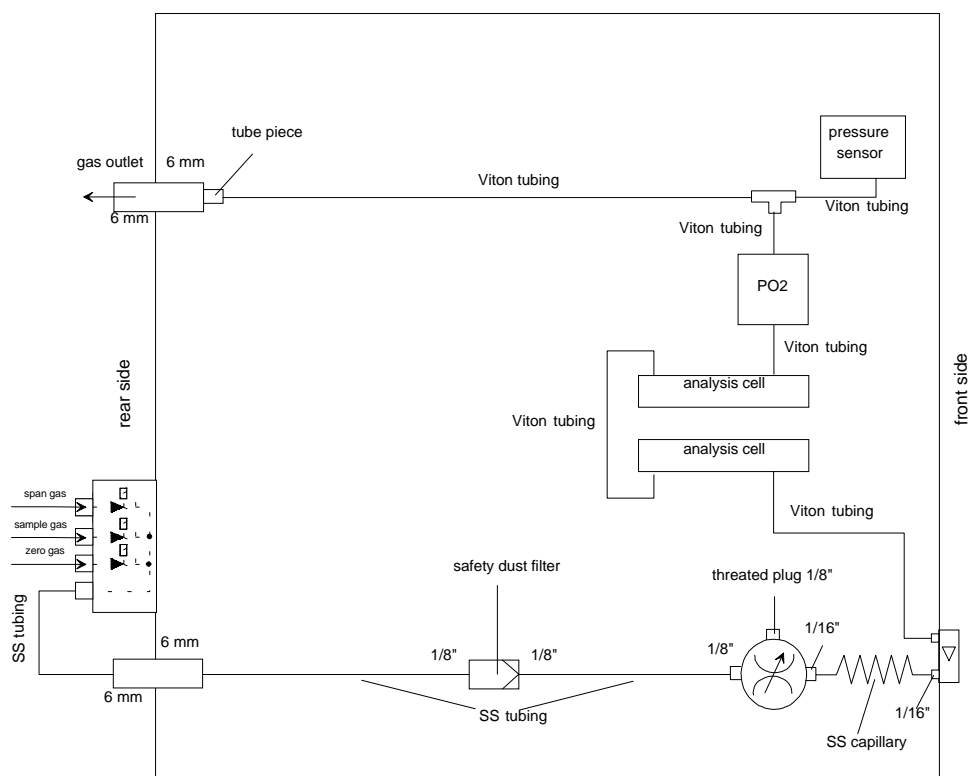 pressure
sensor
tube piece
gas outlet
6 mm
6 mm
Viton tubing
Viton tubing
Viton tubing
PO2
Viton tubing
analysis cell
Viton tubing
analysis cell
rear side
front side
Viton tubing
span gas
sample gas
zero gas
SS tubing
safety dust filter
threated plug 1/8"
6 mm
6 mm
1/8"
1/8"
SS tubing
1/8"
1/16"
1/16"
SS capillary